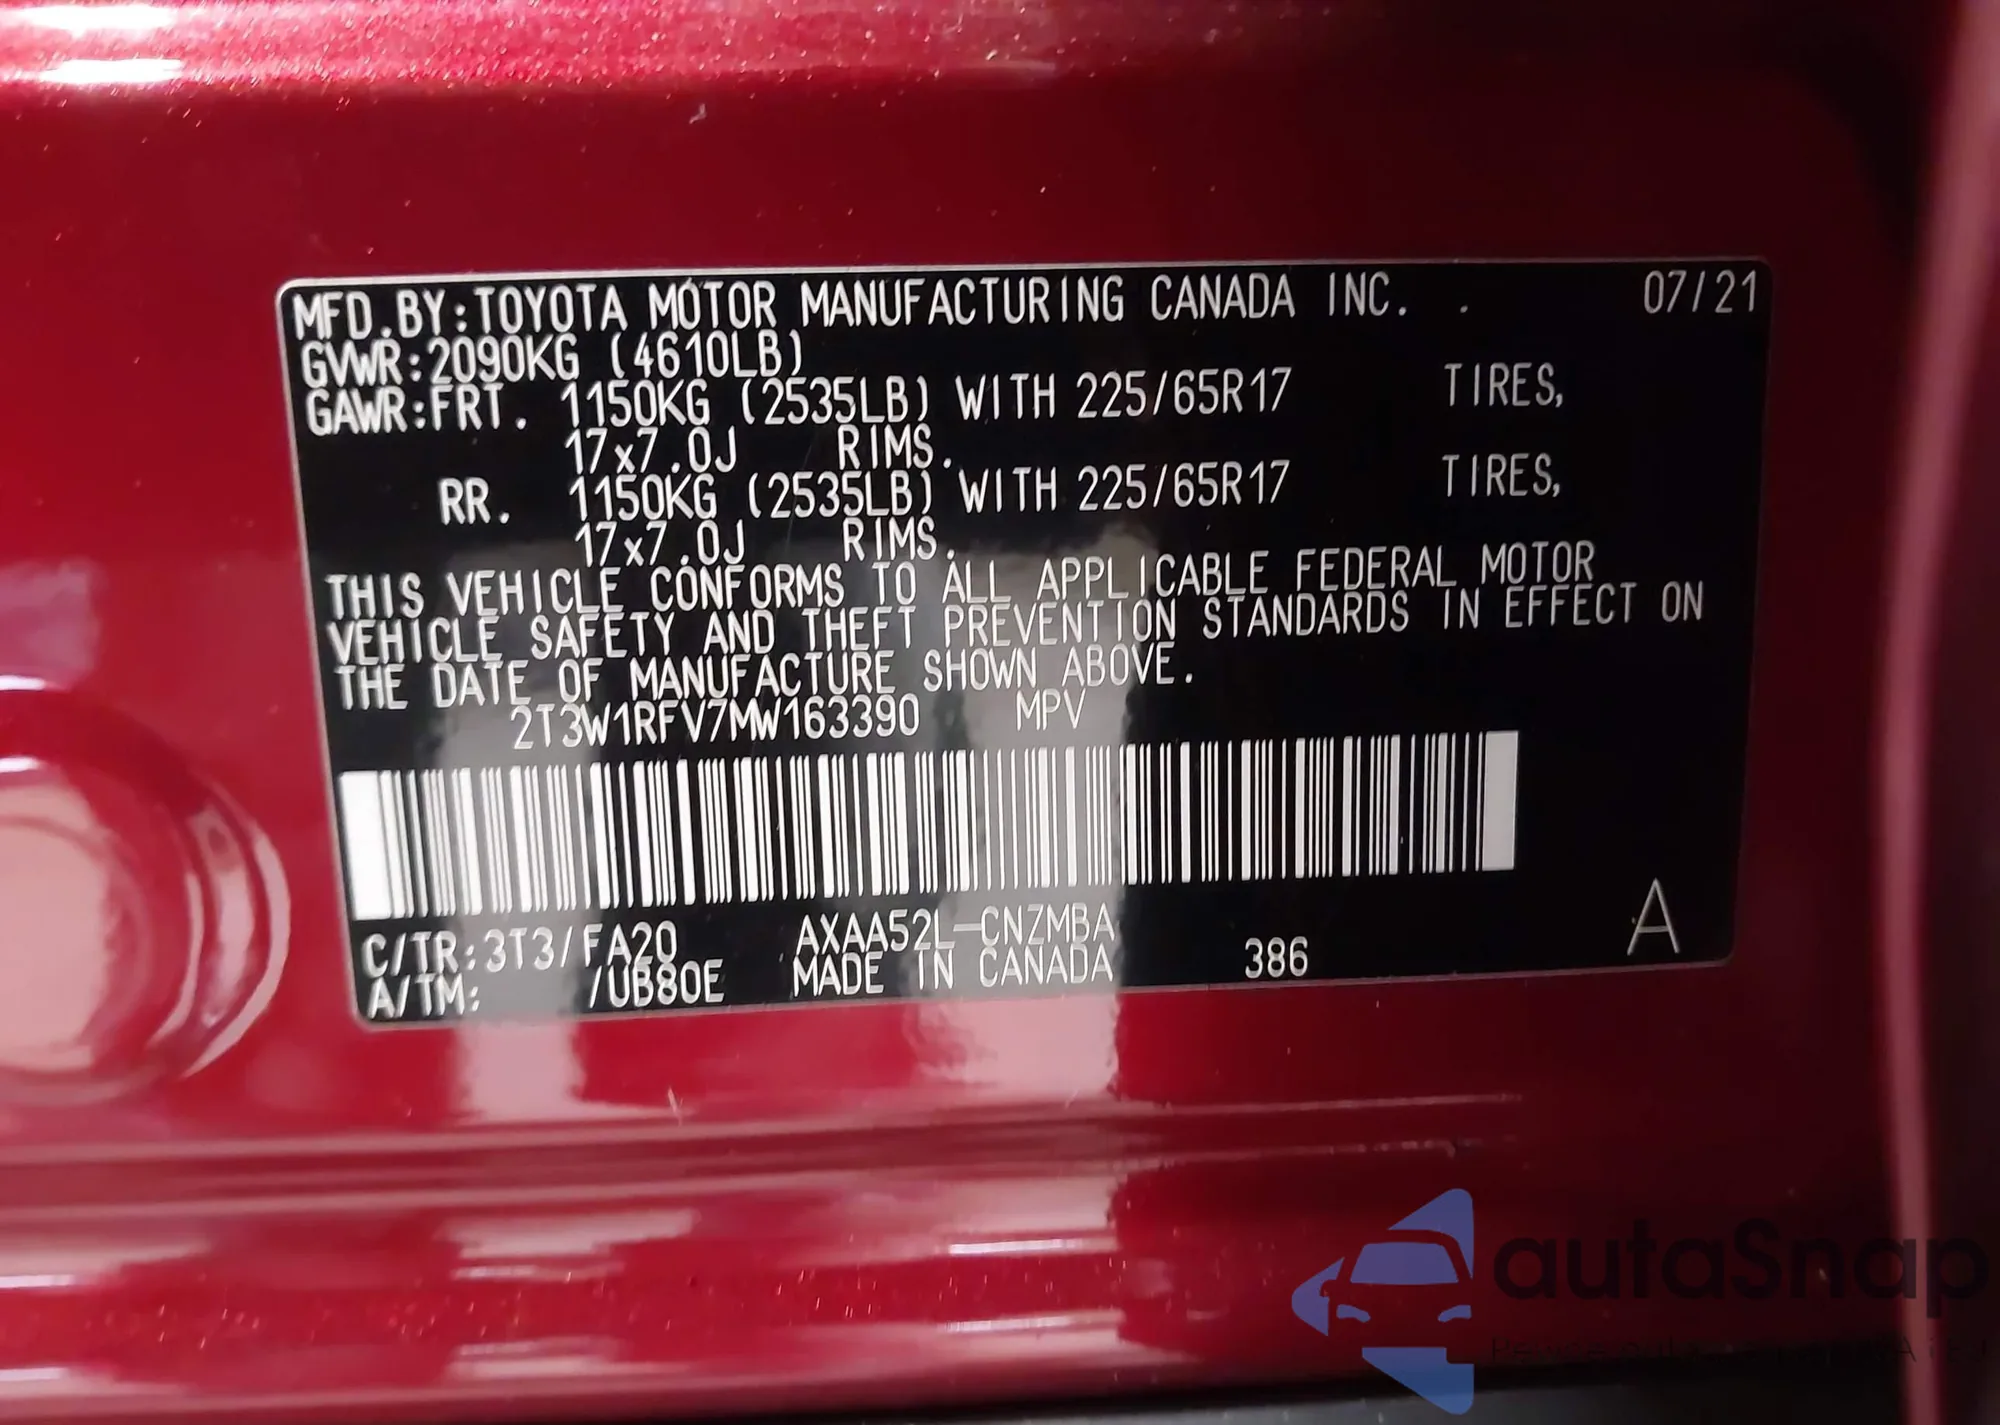 MFD.BY:TOYOTA MOTOR MANUFACTURING CANADA INC. . 07/21
GVWR:2090KG (4610LB)
GAWR:FRT. 1150KG (2535LB) WITH 225/65R17 TIRES,
17x7.0J RIMS.
RR. 1150KG (2535LB) WITH 225/65R17 TIRES,
17x7.0J RIMS.
THIS VEHICLE CONFORMS TO ALL APPLICABLE FEDERAL MOTOR
VEHICLE SAFETY AND THEFT PREVENTION STANDARDS IN EFFECT ON
THE DATE OF MANUFACTURE SHOWN ABOVE.
2T3W1RFV7MW163390 MPV
C/TR:3T3/FA20 AXAA52L-CNZMBA 386 A
A/TM: /UB80E MADE IN CANADA
autaSnap